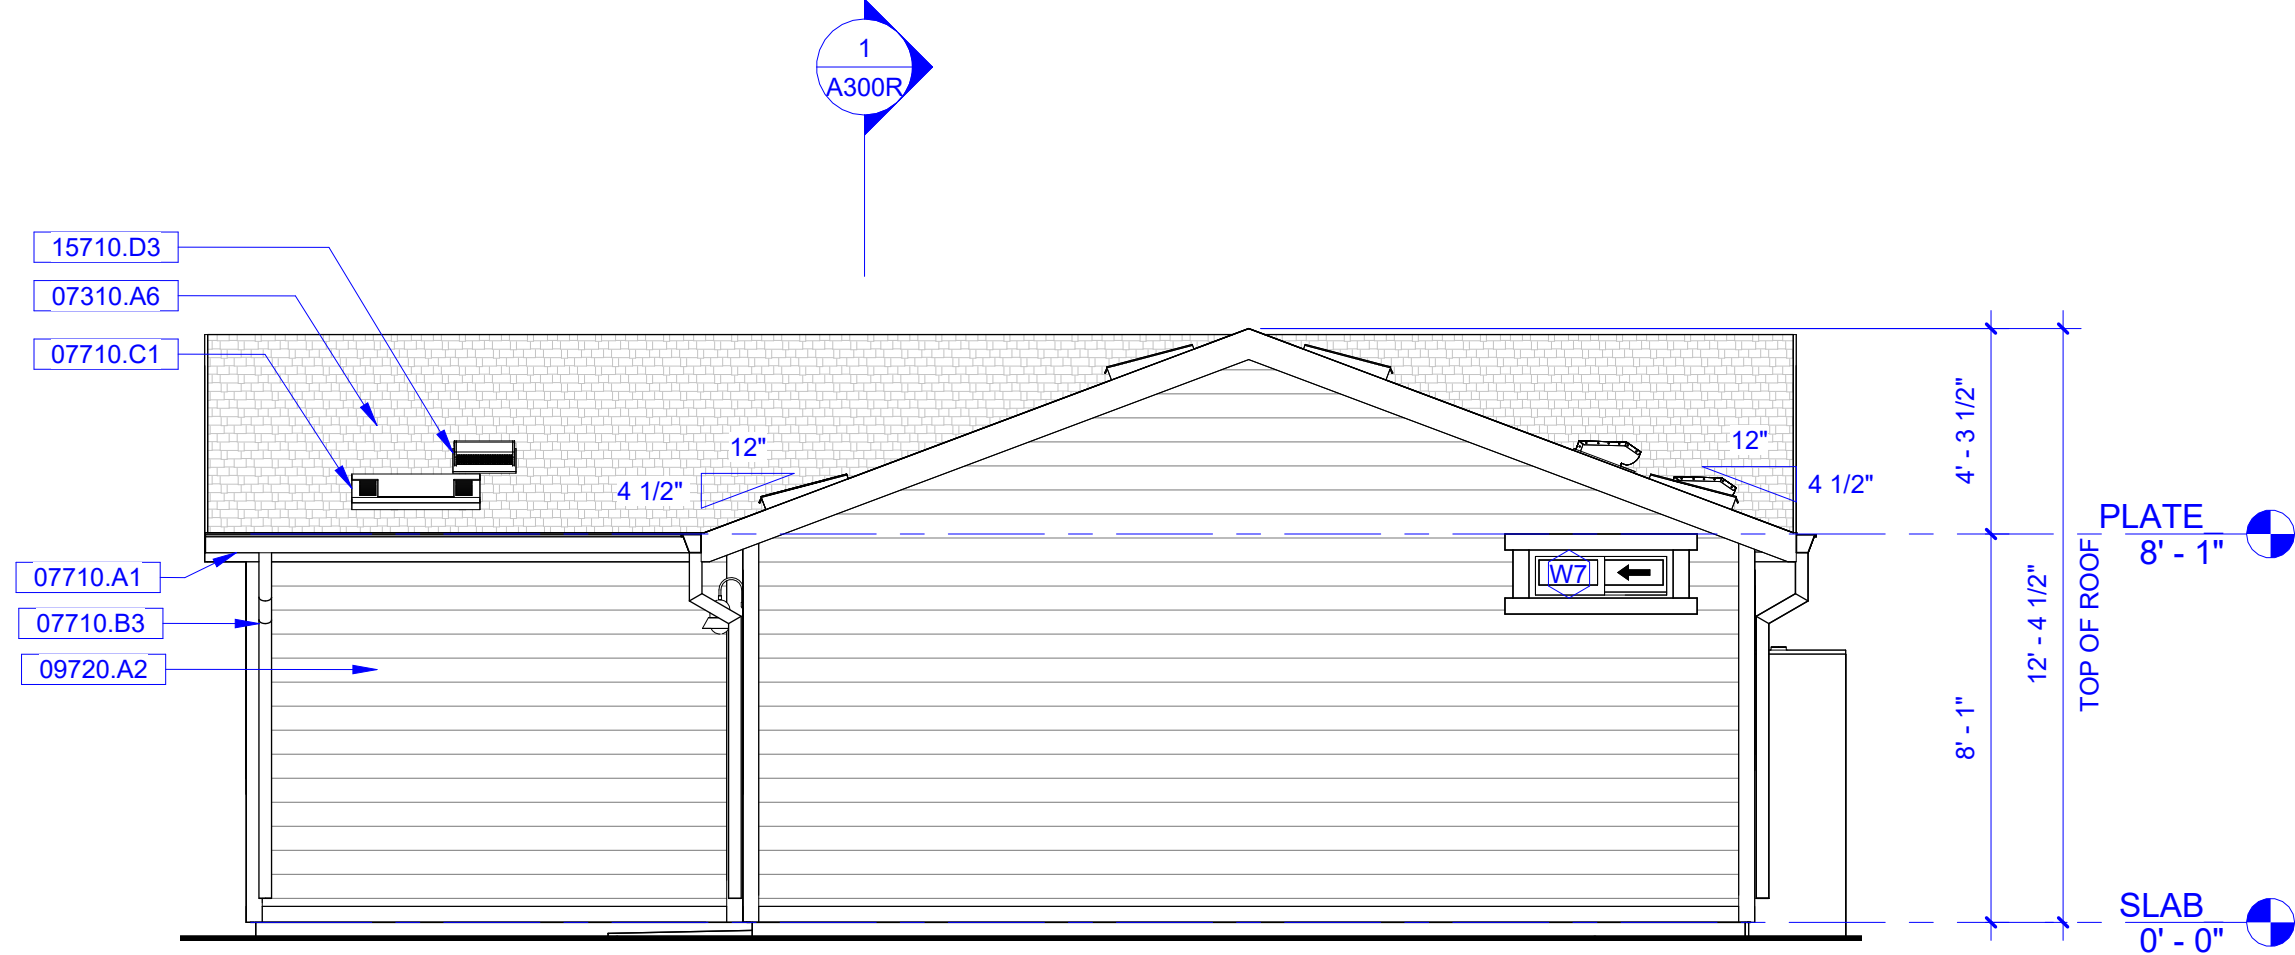 1
A300R
15710.D3
07310.A6
07710.C1
07710.A1
07710.B3
09720.A2
12"
4 1/2"
12"
4 1/2"
W7
4' - 3 1/2"
8' - 1"
12' - 4 1/2"
TOP OF ROOF
PLATE
8' - 1"
SLAB
0' - 0"